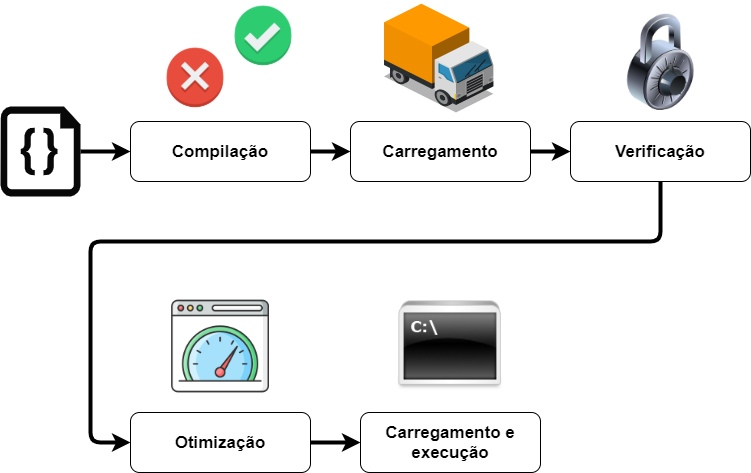 {}
Compilação
Carregamento
Verificação
C:\
Otimização
Carregamento e
execução